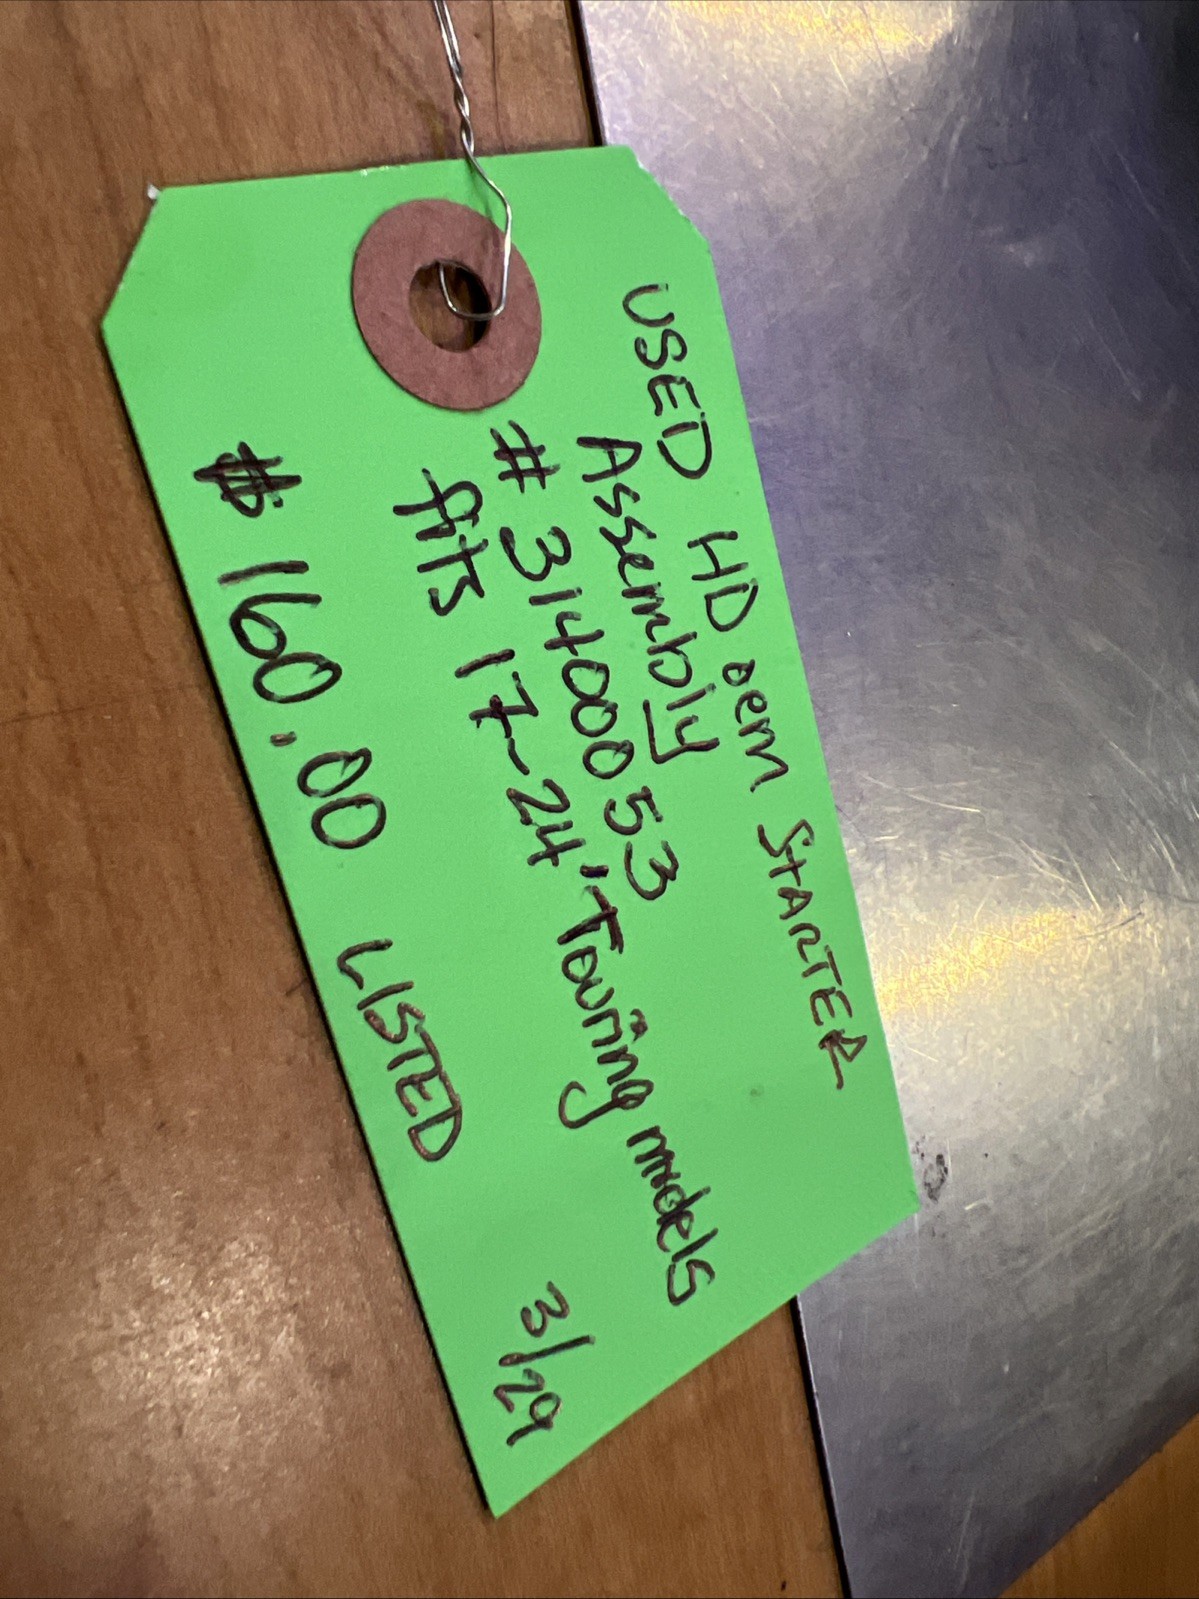 USED HD oem STARTER
Assembly
# 31400053
fits 17-24' Touring models
$ 160.00 LISTED 3/29